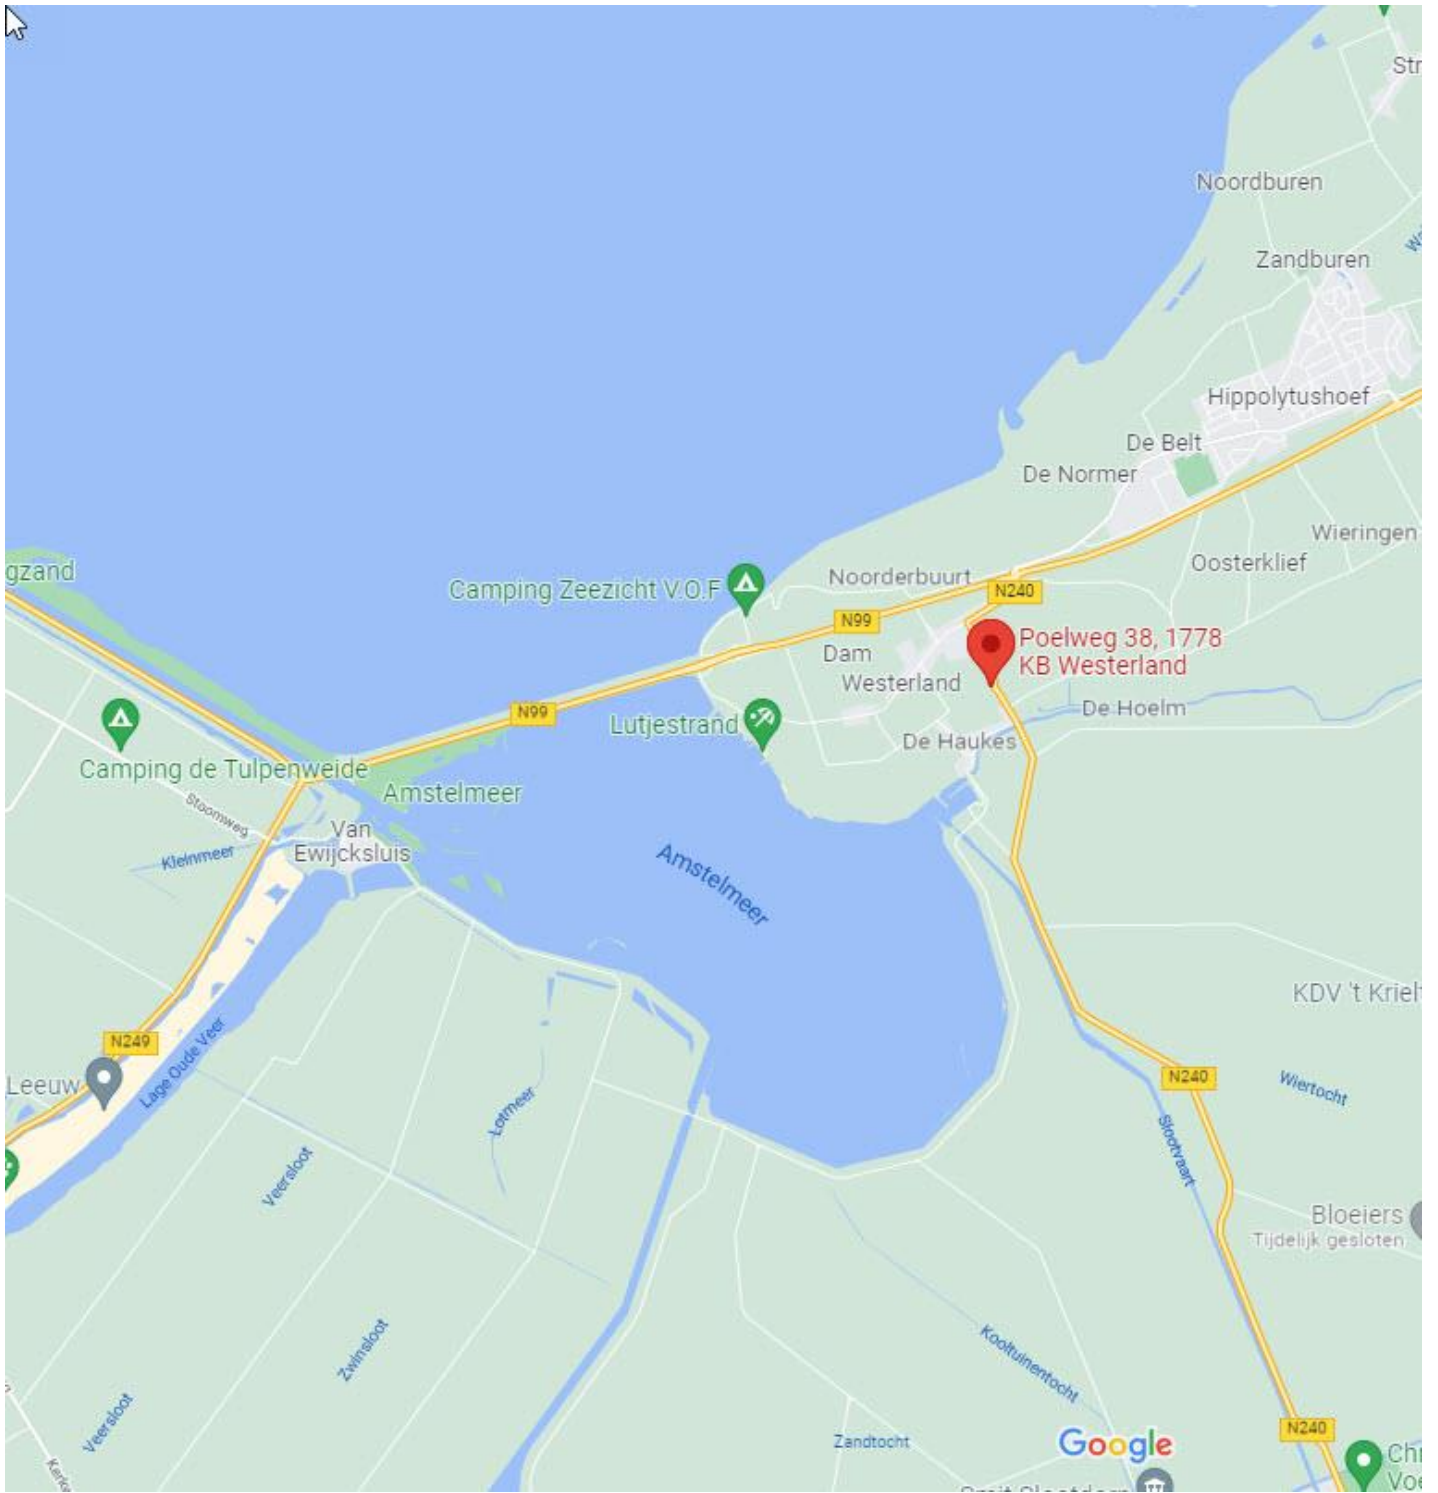 Str
Noordburen
Zandburen
Hippolytushoef
De Belt
De Normer
Wieringen
Oosterklief
gzand
Camping Zeezicht V.O.F
Noorderbuurt
N240
N99
Poelweg 38, 1778
KB Westerland
Dam
Westerland
De Hoelm
N99
Lutjestrand
De Haukes
Camping de Tulpenweide
Amstelmeer
Stoomweg
Van
Ewijcksluis
Kleinmeer
Amstelmeer
KDV 't Kriel
N249
Leeuw
Lage Oude Veer
N240
Wiertocht
Lotmeer
Slootvaart
Veersloot
Bloeiers
Tijdelijk gesloten
Zwinsloot
Kooltuinentocht
Veersloot
N240
Zandtocht
Google
Chr
Voe
Kerke